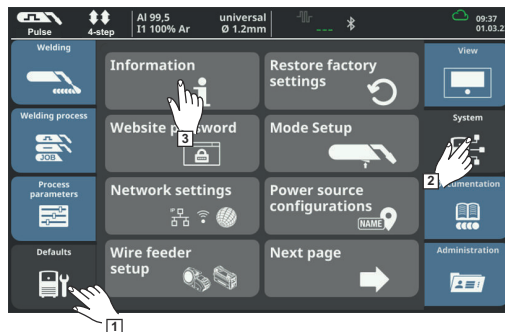 Pulse
4-step
Al 99,5 universal
I1 100% Ar Ø 1.2mm
---
09:37
01.03.2
Welding
Welding process
JOB
Process
parameters
Defaults
1
Information
3
Restore factory
settings
Website p ssword
Mode Setup
Network settings
Power source
configurations
NAME
Wire feeder
setup
Next page
View
System
2
cumentation
Administration